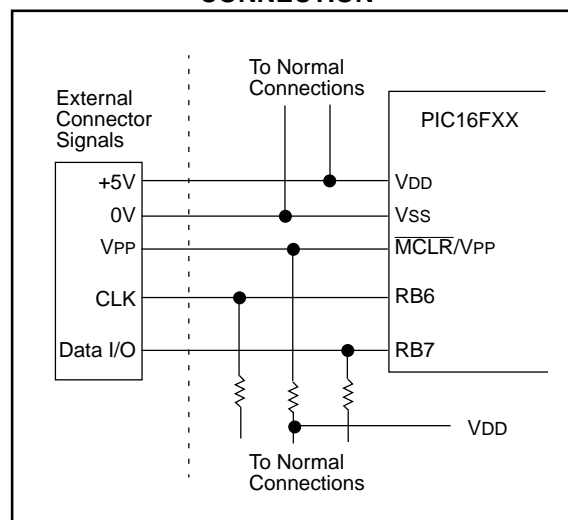 CONNECTION
To Normal
Connections
External
Connector
Signals
PIC16FXX
+5V
VDD
0V
VSS
VPP
MCLR/VPP
CLK
RB6
Data I/O
RB7
VDD
To Normal
Connections